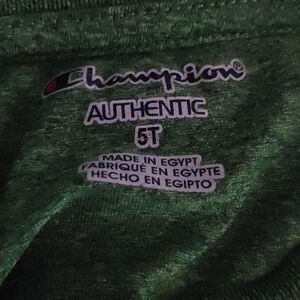 Champion®
AUTHENTIC
5T
MADE IN EGYPT
FABRIQUÉ EN EGYPTE
HECHO EN EGIPTO